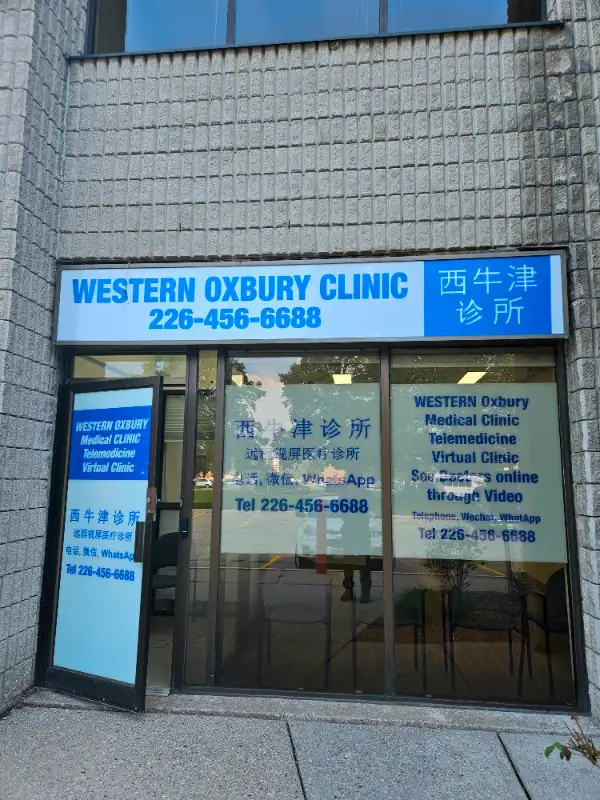 WESTERN OXBURY CLINIC
226-456-6688
西牛津
诊所
WESTERN OXBURY
Medical CLINIC
Telemedicine
Virtual Clinic
西牛津诊所
远程视屏医疗诊所
电话, 微信, WhatsAp
Tel 226-456-6688
西牛津诊所
远程视屏医疗诊所
电话, 微信, WhatsApp
Tel 226-456-6688
WESTERN Oxbury
Medical Clinic
Telemedicine
Virtual Clinic
See Doctors online
through Video
Telephone, Wechat, WhatApp
Tel 226-456-6688